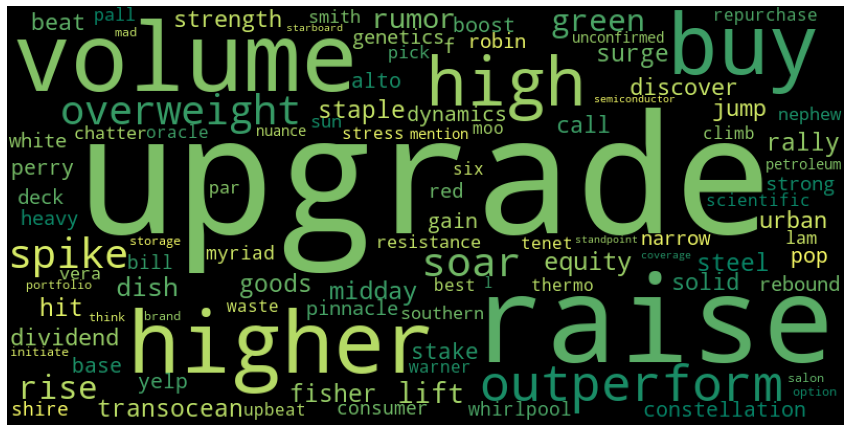 pall
strength
smith
rumor
boost
green
repurchase
buy
beat
mad
starboard
genetics
f
robin
unconfirmed
volume
pick
surge
high
alto
discover
semiconductor
overweight
staple
dynamics
jump
nephew
white
chatter
oracle
nuance
sun
stress
mention
moo
call
climb
rally
upgrade
perry
six
petroleum
par
red
strong
scientific
deck
heavy
gain
urban
storage
spike
myriad
resistance
tenet
standpoint
narrow
lam
coverage
pop
vera
bill
soar
equity
steel
portfolio
dish
goods
midday
best
l
thermo
solid
rebound
hit
think
brand
waste
pinnacle
southern
raise
dividend
higher
initiate
base
stake
warner
yelp
outperform
salon
rise
fisher
lift
option
shire
transocean
upbeat
consumer
whirlpool
constellation